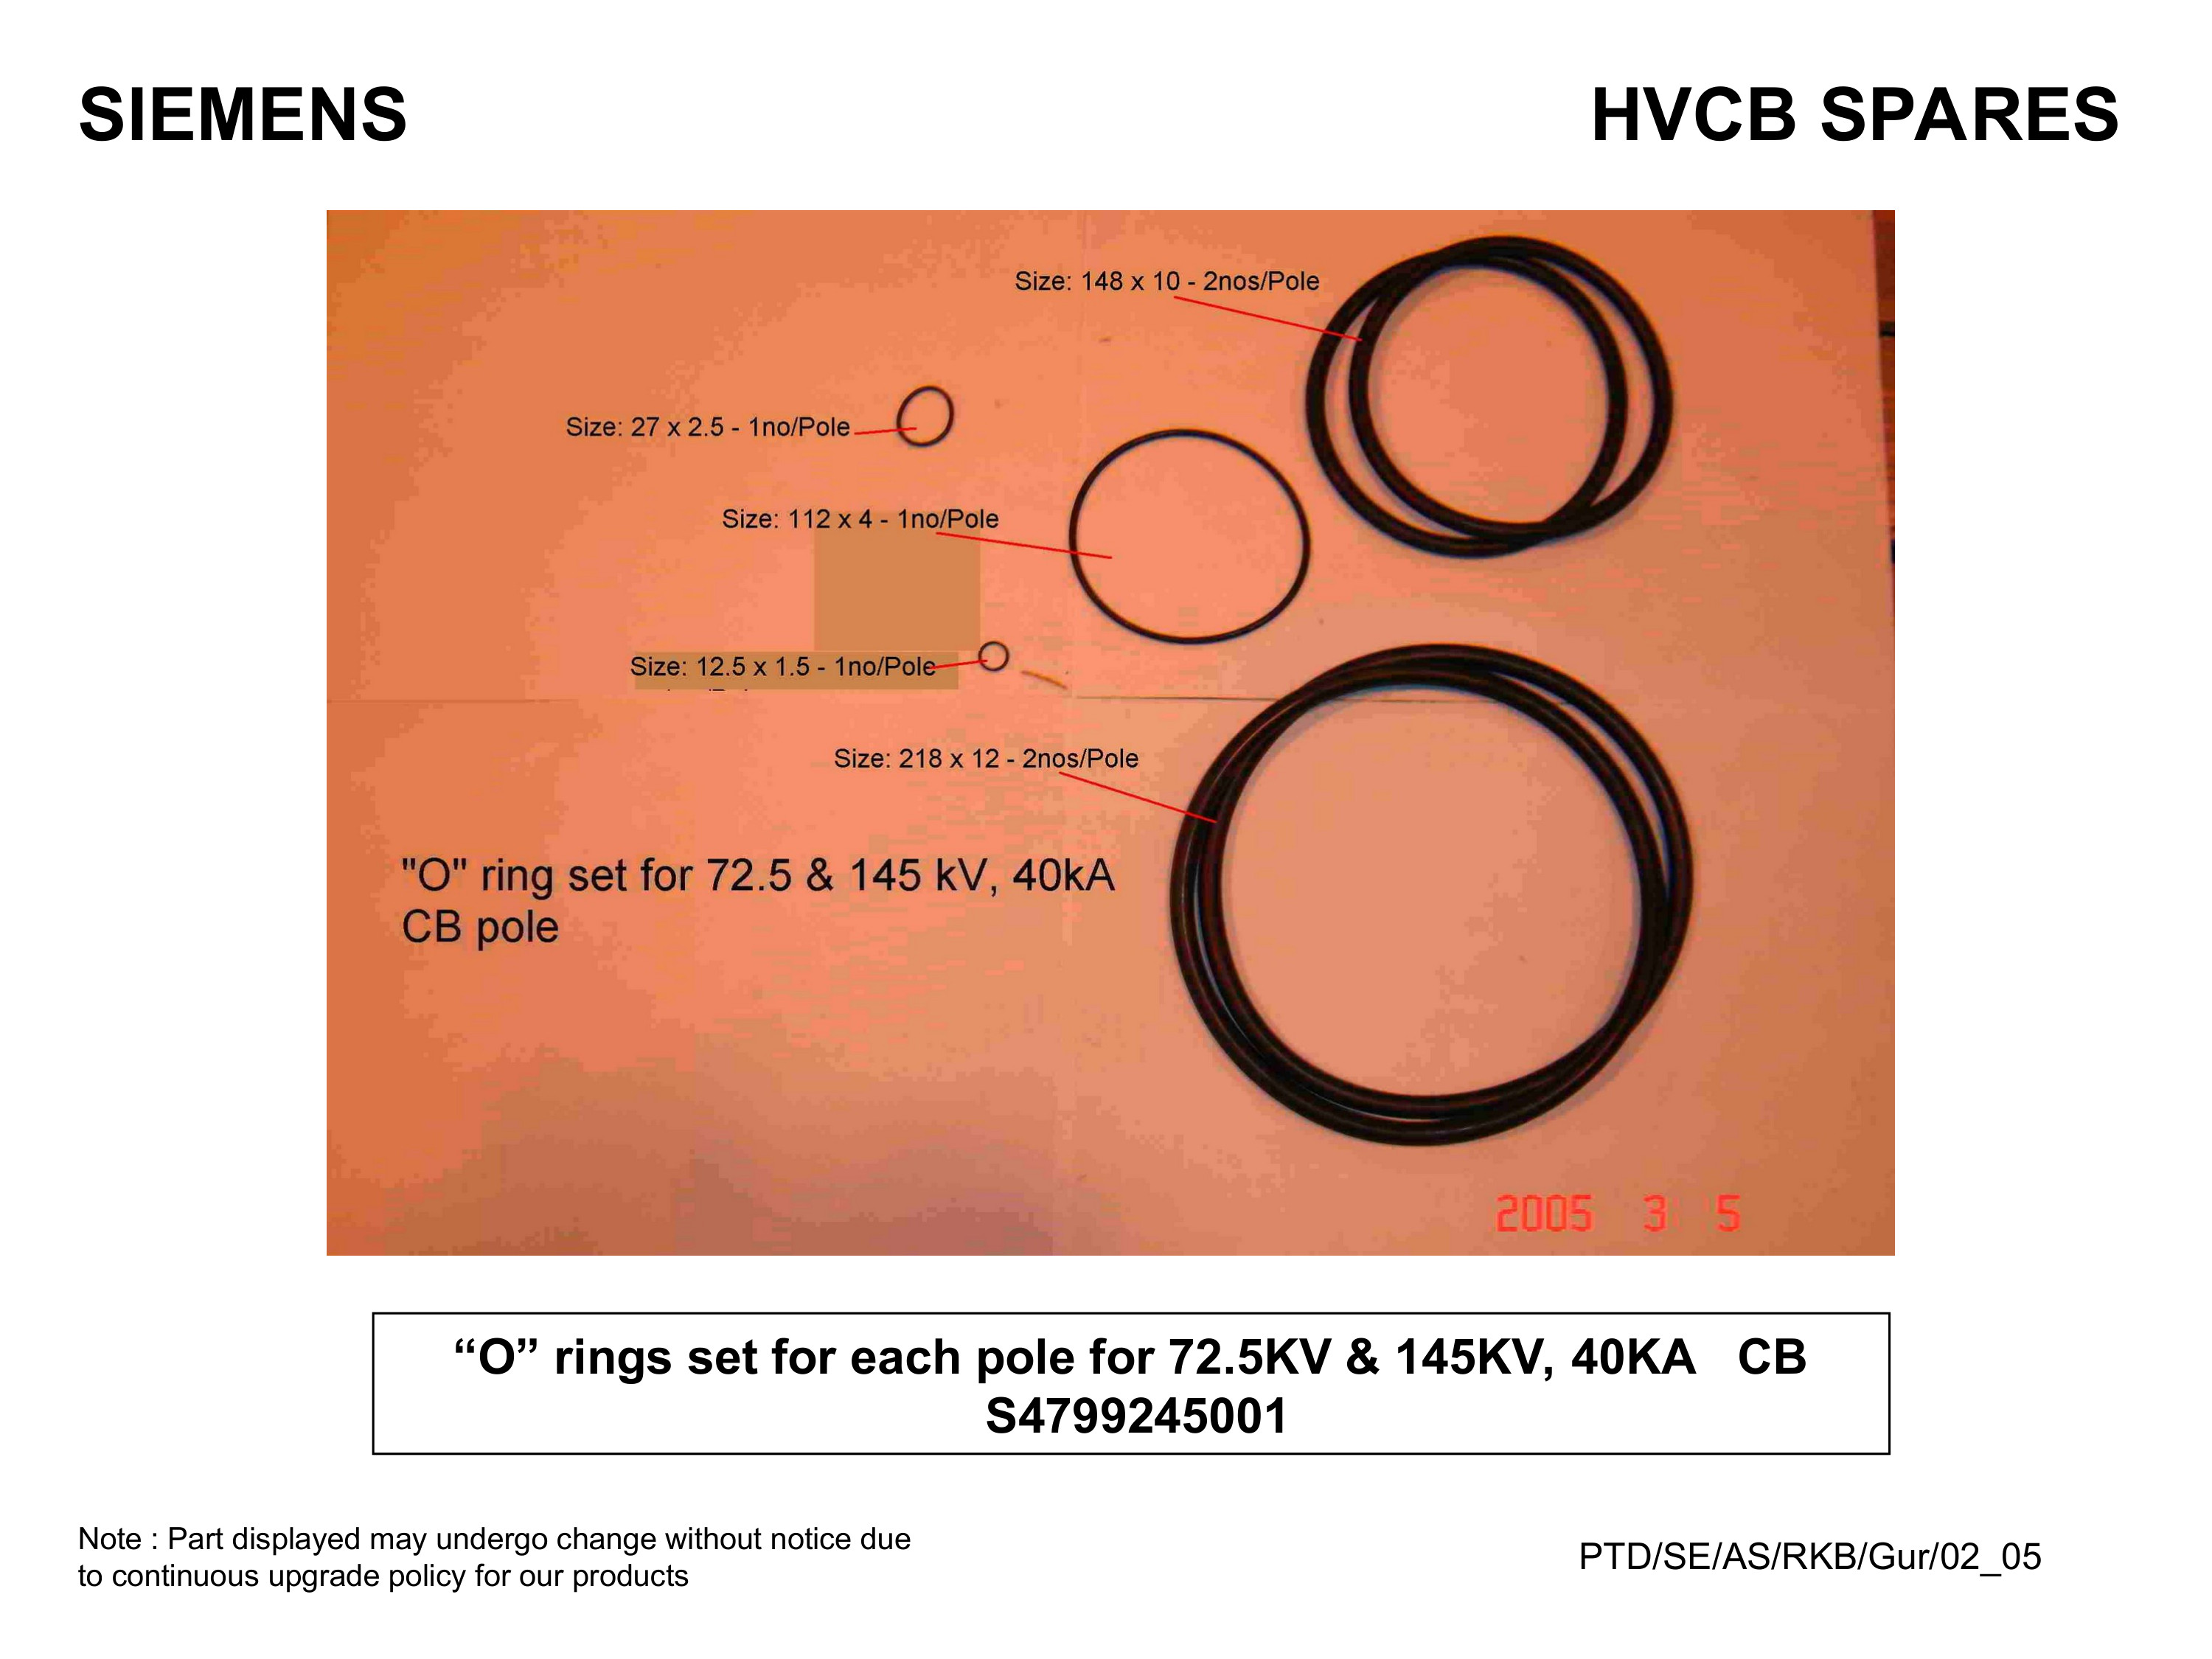 SIEMENS
HVCB SPARES
Size: 148 x 10 - 2nos/Pole
Size: 27 x 2.5 - 1no/Pole
Size: 112 x 4 - 1no/Pole
Size: 12.5 x 1.5 - 1no/Pole
Size: 218 x 12 - 2nos/Pole
"O" ring set for 72.5 & 145 kV, 40kA
CB pole
2005 3 5
“O” rings set for each pole for 72.5KV & 145KV, 40KA CB
S4799245001
Note : Part displayed may undergo change without notice due
to continuous upgrade policy for our products
PTD/SE/AS/RKB/Gur/02_05